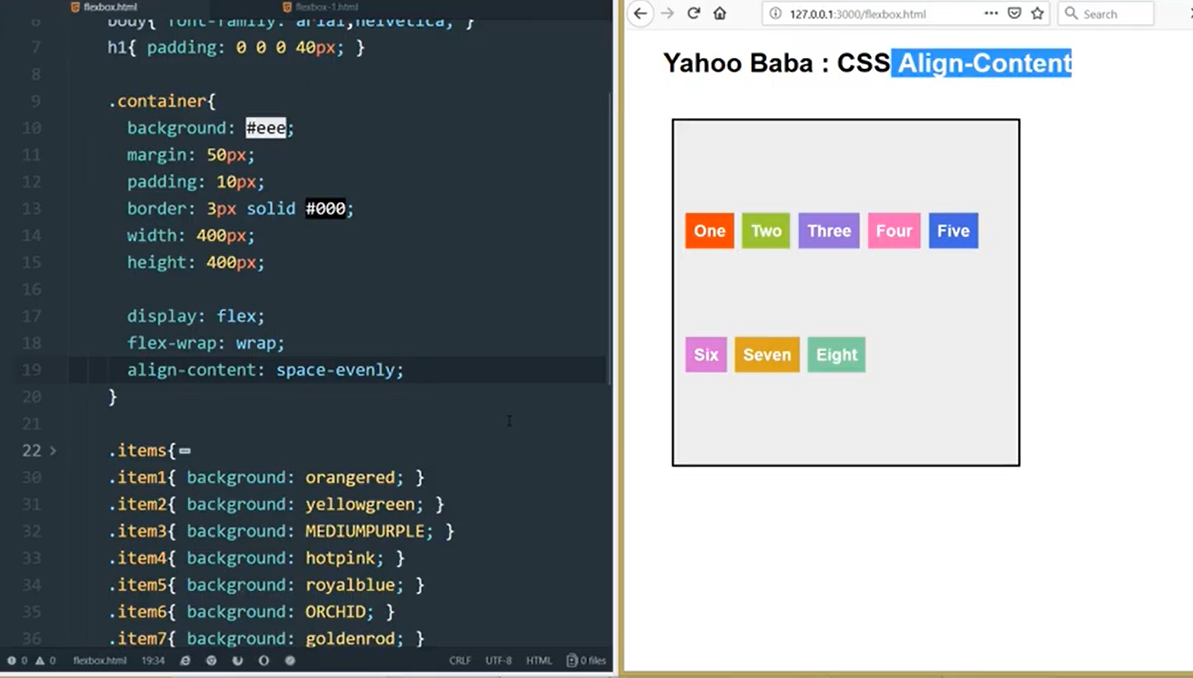 flexbox.html
flexbox-1.html
6 body{ font-family: arial,helvetica; }
7 h1{ padding: 0 0 0 40px; }
8
9 .container{
10 background: #eee;
11 margin: 50px;
12 padding: 10px;
13 border: 3px solid #000;
14 width: 400px;
15 height: 400px;
16
17 display: flex;
18 flex-wrap: wrap;
19 align-content: space-evenly;
20 }
21
22 .items{
30 .item1{ background: orangered; }
31 .item2{ background: yellowgreen; }
32 .item3{ background: MEDIUMPURPLE; }
33 .item4{ background: hotpink; }
34 .item5{ background: royalblue; }
35 .item6{ background: ORCHID; }
36 .item7{ background: goldenrod; }
0 0 flexbox.html 19:34 CRLF UTF-8 HTML 0 files
127.0.0.1:3000/flexbox.html Search
Yahoo Baba : CSS Align-Content
One Two Three Four Five
Six Seven Eight